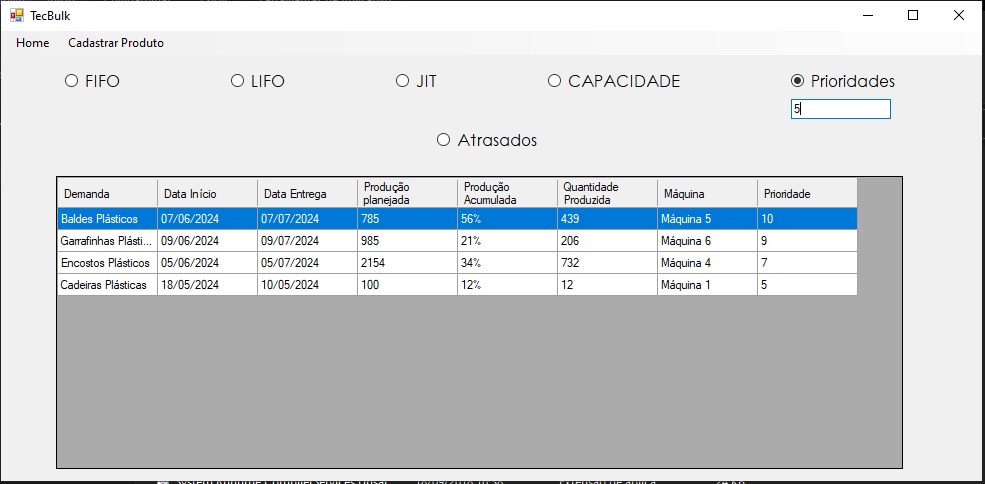 TecBulk
Home Cadastrar Produto
FIFO LIFO JIT CAPACIDADE Prioridades
5
Atrasados
Demanda Data Início Data Entrega Produção planejada Produção Acumulada Quantidade Produzida Máquina Prioridade
Baldes Plásticos 07/06/2024 07/07/2024 785 56% 439 Máquina 5 10
Garrafinhas Plásti... 09/06/2024 09/07/2024 985 21% 206 Máquina 6 9
Encostos Plásticos 05/06/2024 05/07/2024 2154 34% 732 Máquina 4 7
Cadeiras Plásticas 18/05/2024 10/05/2024 100 12% 12 Máquina 1 5